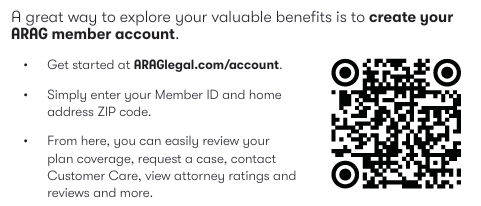 A great way to explore your valuable benefits is to create your
ARAG member account.
• Get started at ARAGlegal.com/account.
• Simply enter your Member ID and home
address ZIP code.
• From here, you can easily review your
plan coverage, request a case, contact
Customer Care, view attorney ratings and
reviews and more.